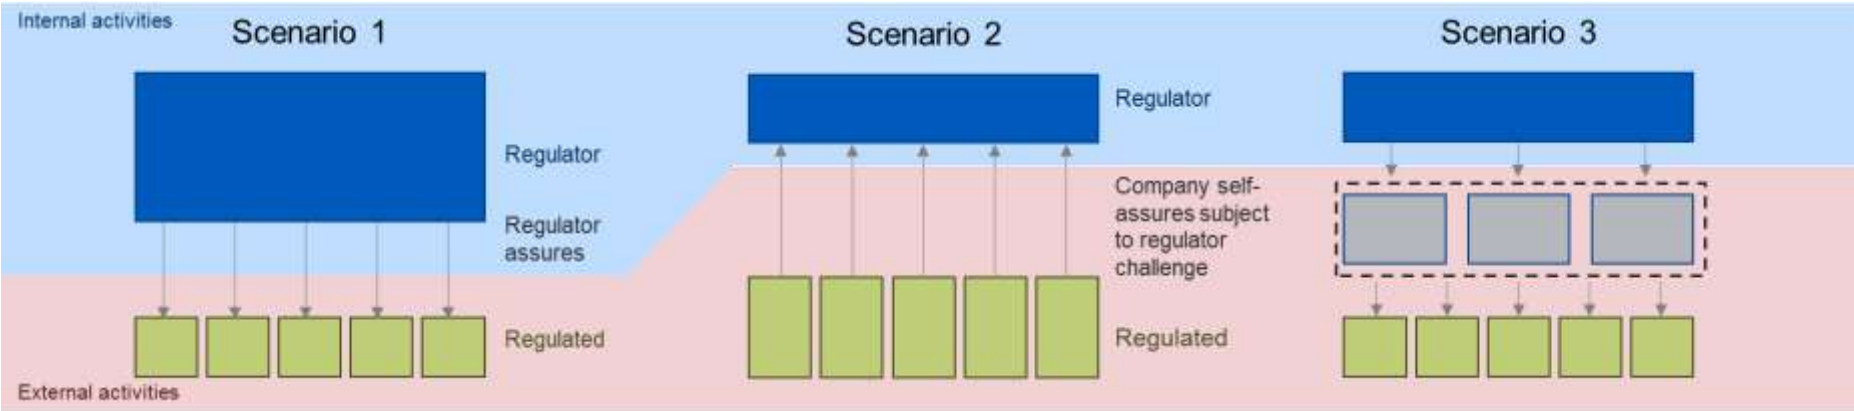 Internal activities
Scenario 1
Scenario 2
Scenario 3
Regulator
Regulator
assures
Regulated
Regulator
Company self-
assures subject
to regulator
challenge
Regulated
External activities